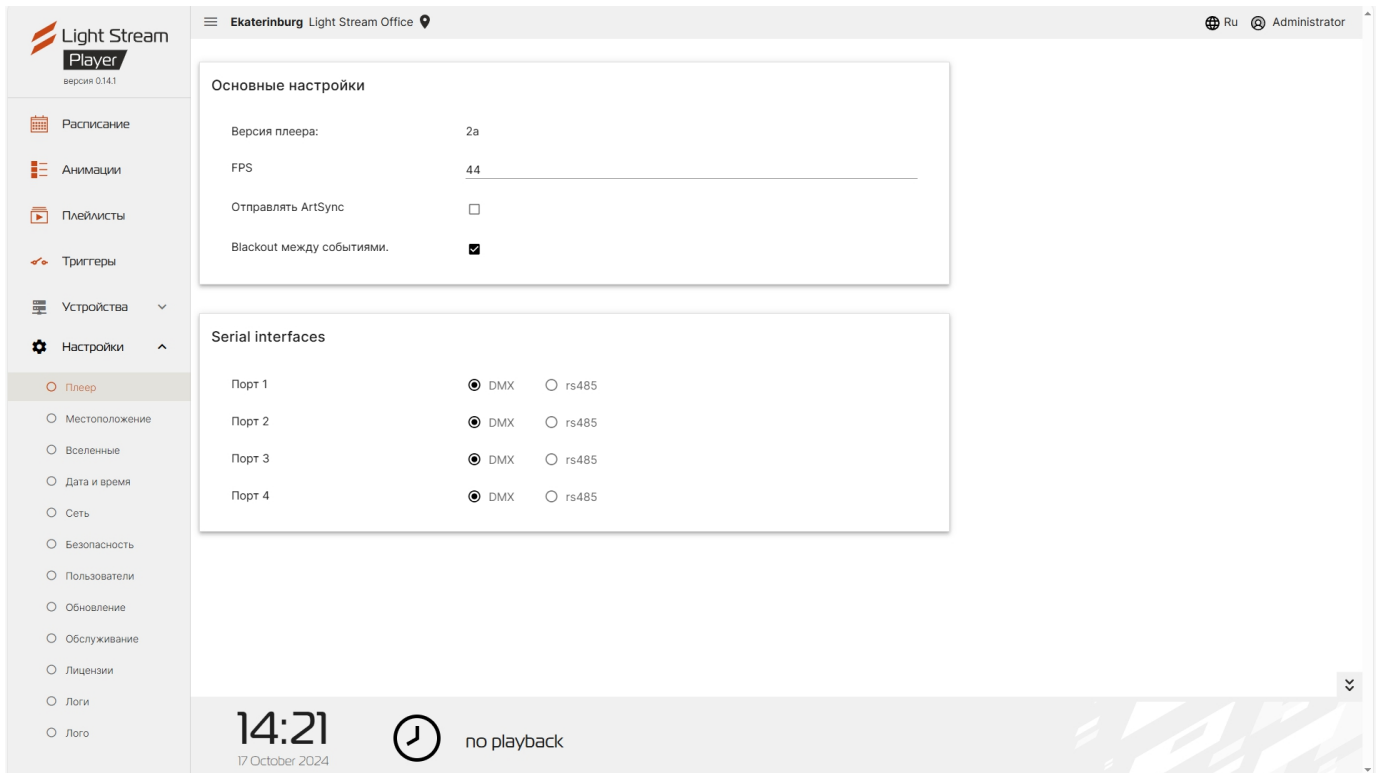 Light Stream
Player
версия 0.14.1
Ekaterinburg Light Stream Office
Ru Administrator
Расписание
Анимации
Плейлисты
Триггеры
Устройства
Настройки
Плеер
Местоположение
Вселенные
Дата и время
Сеть
Безопасность
Пользователи
Обновление
Обслуживание
Лицензии
Логи
Лого
Основные настройки
Версия плеера: 2a
FPS 44
Отправлять ArtSync
Blackout между событиями.
Serial interfaces
Порт 1 DMX rs485
Порт 2 DMX rs485
Порт 3 DMX rs485
Порт 4 DMX rs485
14:21
17 October 2024
no playback